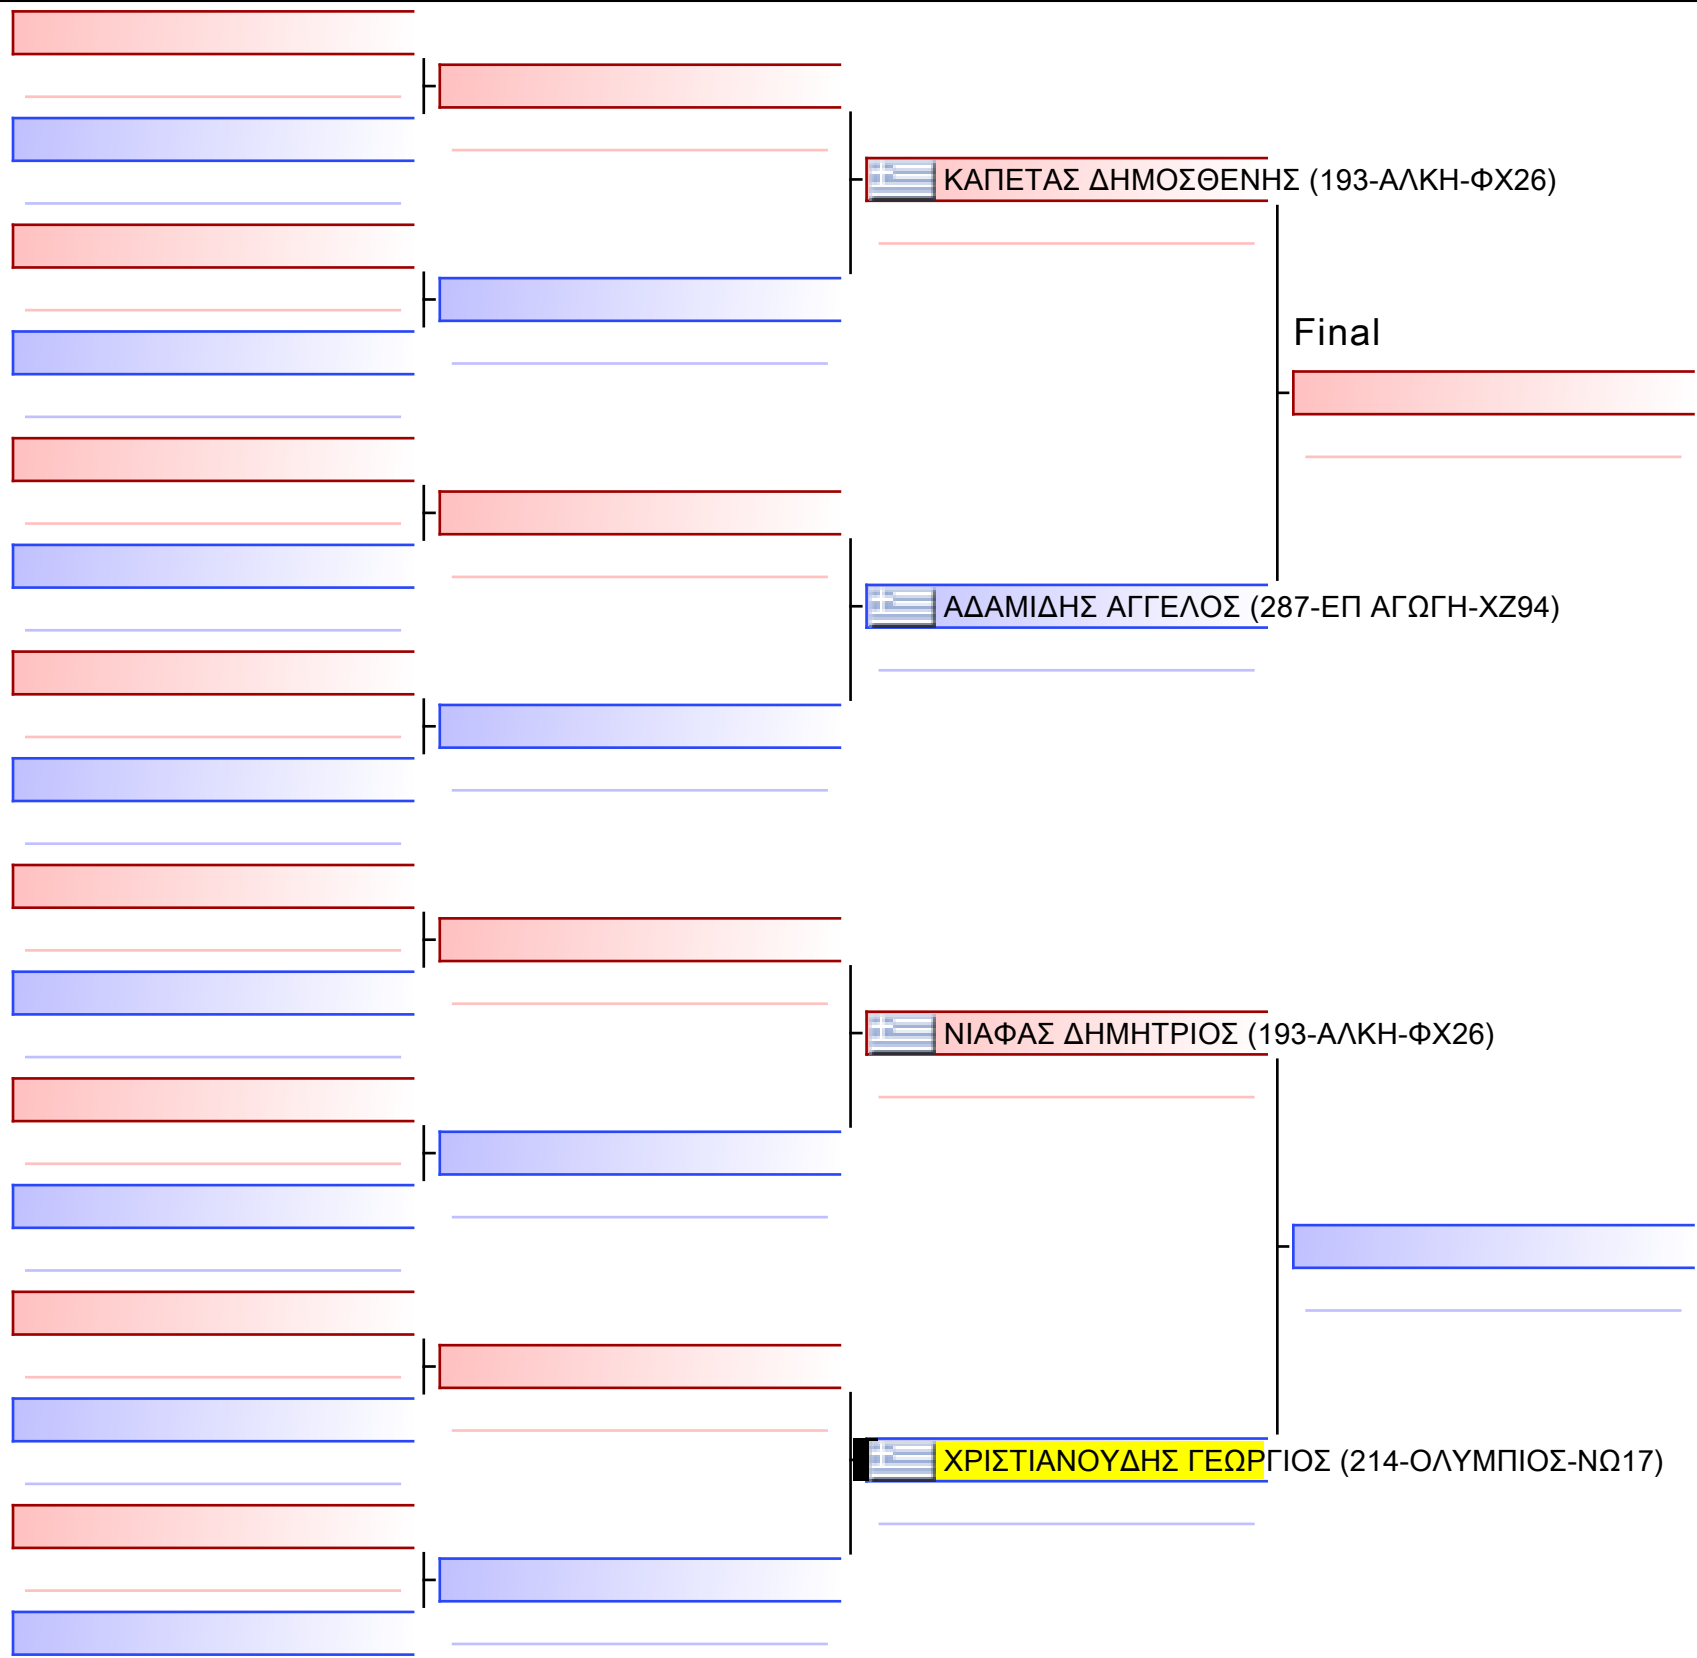 ΚΑΠΕΤΑΣ ΔΗΜΟΣΘΕΝΗΣ (193-ΑΛΚΗ-ΦΧ26)
Final
ΑΔΑΜΙΔΗΣ ΑΓΓΕΛΟΣ (287-ΕΠ ΑΓΩΓΗ-ΧΖ94)
ΝΙΑΦΑΣ ΔΗΜΗΤΡΙΟΣ (193-ΑΛΚΗ-ΦΧ26)
ΧΡΙΣΤΙΑΝΟΥΔΗΣ ΓΕΩΡΓΙΟΣ (214-ΟΛΥΜΠΙΟΣ-ΝΩ17)